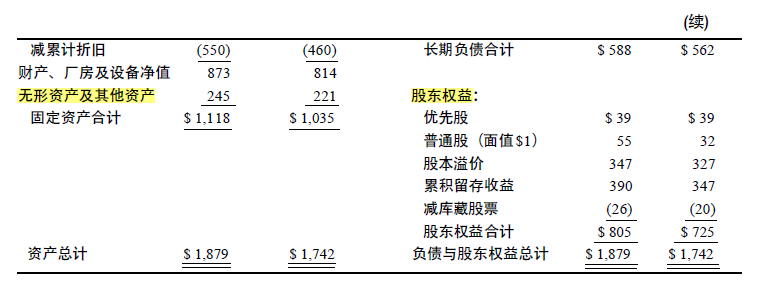 (续)
减累计折旧 (550) (460) 长期负债合计 $ 588 $ 562
财产、厂房及设备净值 873 814
无形资产及其他资产 245 221 股东权益：
固定资产合计 $ 1,118 $ 1,035 优先股 $ 39 $ 39
普通股（面值$1） 55 32
股本溢价 347 327
累积留存收益 390 347
减库藏股票 (26) (20)
股东权益合计 $ 805 $ 725
资产总计 $ 1,879 $ 1,742 负债与股东权益总计 $ 1,879 $ 1,742